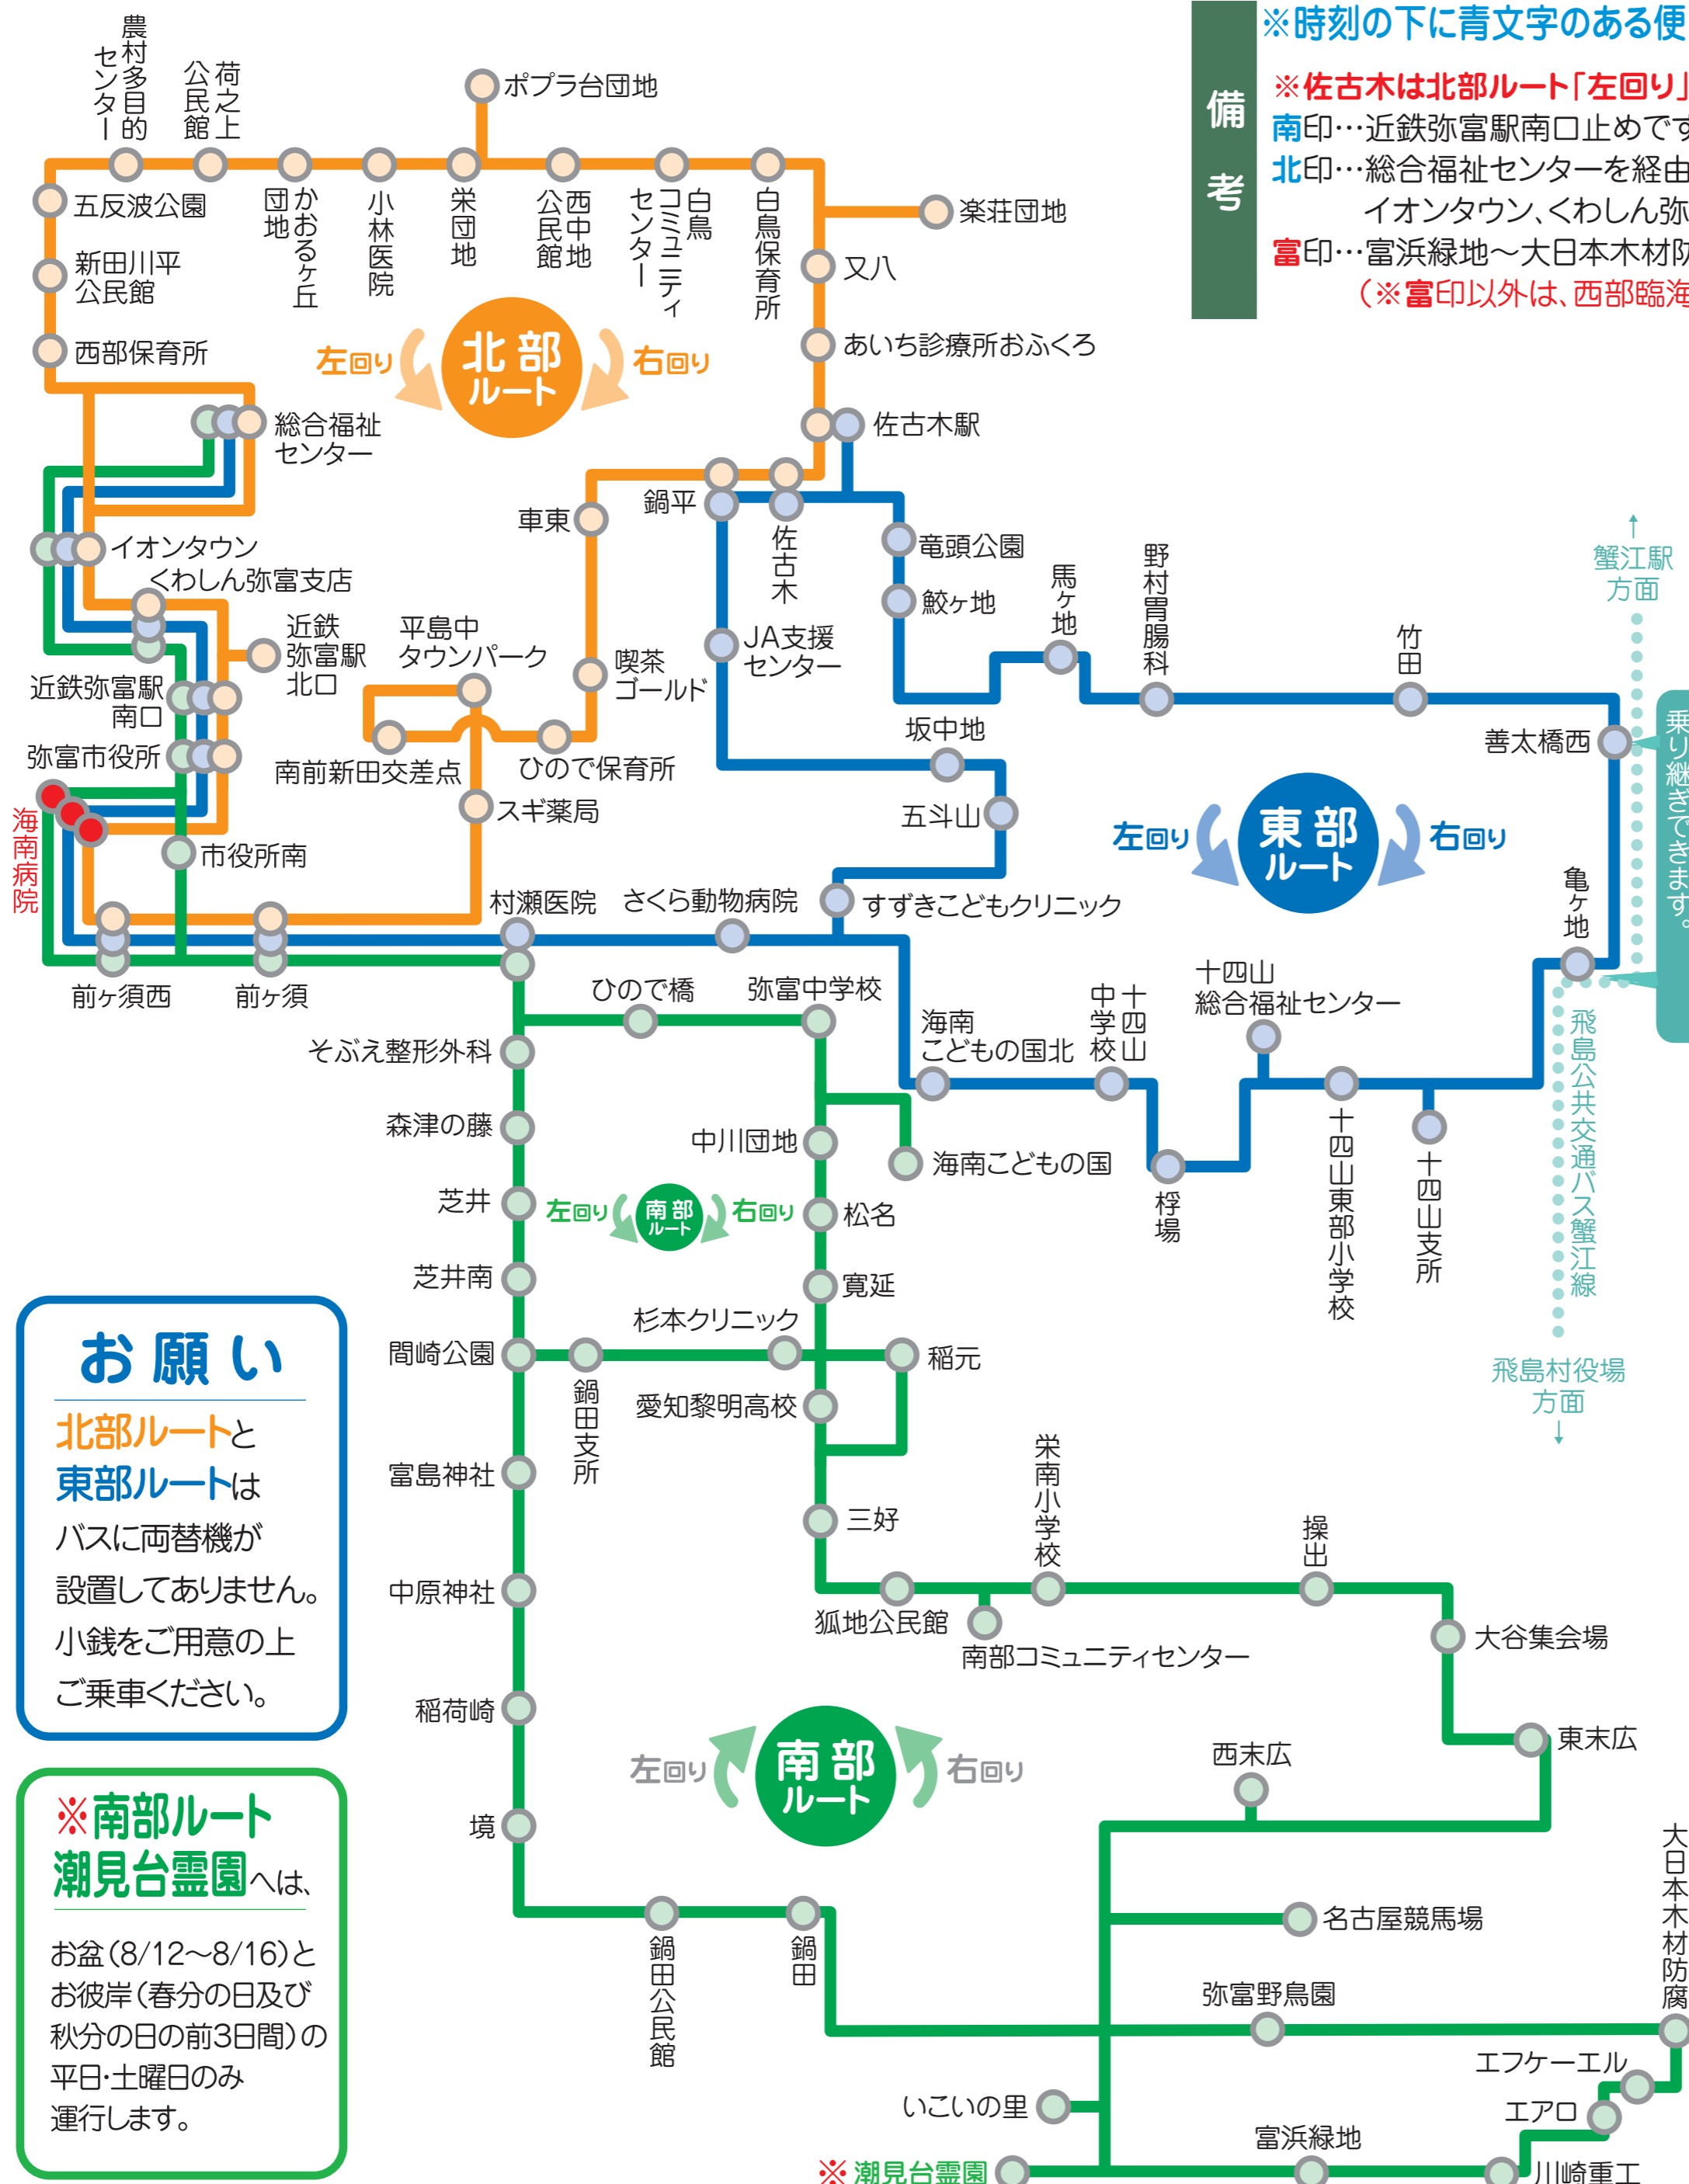 ※時刻の下に青文字のある便
備考
※佐古木は北部ルート「左回り」
南印…近鉄弥富駅南口止めです
北印…総合福祉センターを経由
イオンタウン、くわしん弥
富印…富浜緑地～大日本木材防
(※富印以外は、西部臨海
農村多目的
センター
荷之上
公民館
ポプラ台団地
五反波公園
かおるヶ丘
団地
小林医院
栄団地
西中地
公民館
白鳥
コミュニティ
センター
白鳥保育所
楽荘団地
新田川平
公民館
又八
西部保育所
左回り
北部
ルート
右回り
あいち診療所おふくろ
総合福祉
センター
佐古木駅
鍋平
佐古木
車東
竜頭公園
イオンタウン
くわしん弥富支店
鮫ヶ地
馬ヶ地
野村胃腸科
竹田
蟹江駅
方面
近鉄
弥富駅
北口
平島中
タウンパーク
喫茶
ゴールド
JA支援
センター
近鉄弥富駅
南口
弥富市役所
南前新田交差点
ひので保育所
坂中地
善太橋西
乗り継ぎできます。
海南病院
スギ薬局
五斗山
左回り
東部
ルート
右回り
市役所南
村瀬医院
さくら動物病院
すずきこどもクリニック
亀ヶ地
前ヶ須西
前ヶ須
ひので橋
弥富中学校
海南
こどもの国北
十四山
中学校
十四山
総合福祉センター
そぶえ整形外科
飛島公共交通バス蟹江線
森津の藤
中川団地
海南こどもの国
桴場
十四山東部小学校
十四山支所
芝井
左回り
南部
ルート
右回り
松名
芝井南
寛延
お願い
北部ルートと
東部ルートは
バスに両替機が
設置してありません。
小銭をご用意の上
ご乗車ください。
杉本クリニック
間崎公園
稲元
鍋田支所
愛知黎明高校
飛島村役場
方面
富島神社
三好
栄南小学校
操出
中原神社
狐地公民館
南部コミュニティセンター
大谷集会場
稲荷崎
左回り
南部
ルート
右回り
西末広
東末広
境
※南部ルート
潮見台霊園へは、
お盆(8/12～8/16)と
お彼岸(春分の日及び
秋分の日の前3日間)の
平日・土曜日のみ
運行します。
大日本木材防腐
名古屋競馬場
鍋田公民館
鍋田
弥富野鳥園
エフケーエル
いこいの里
エアロ
富浜緑地
※潮見台霊園
川崎重工